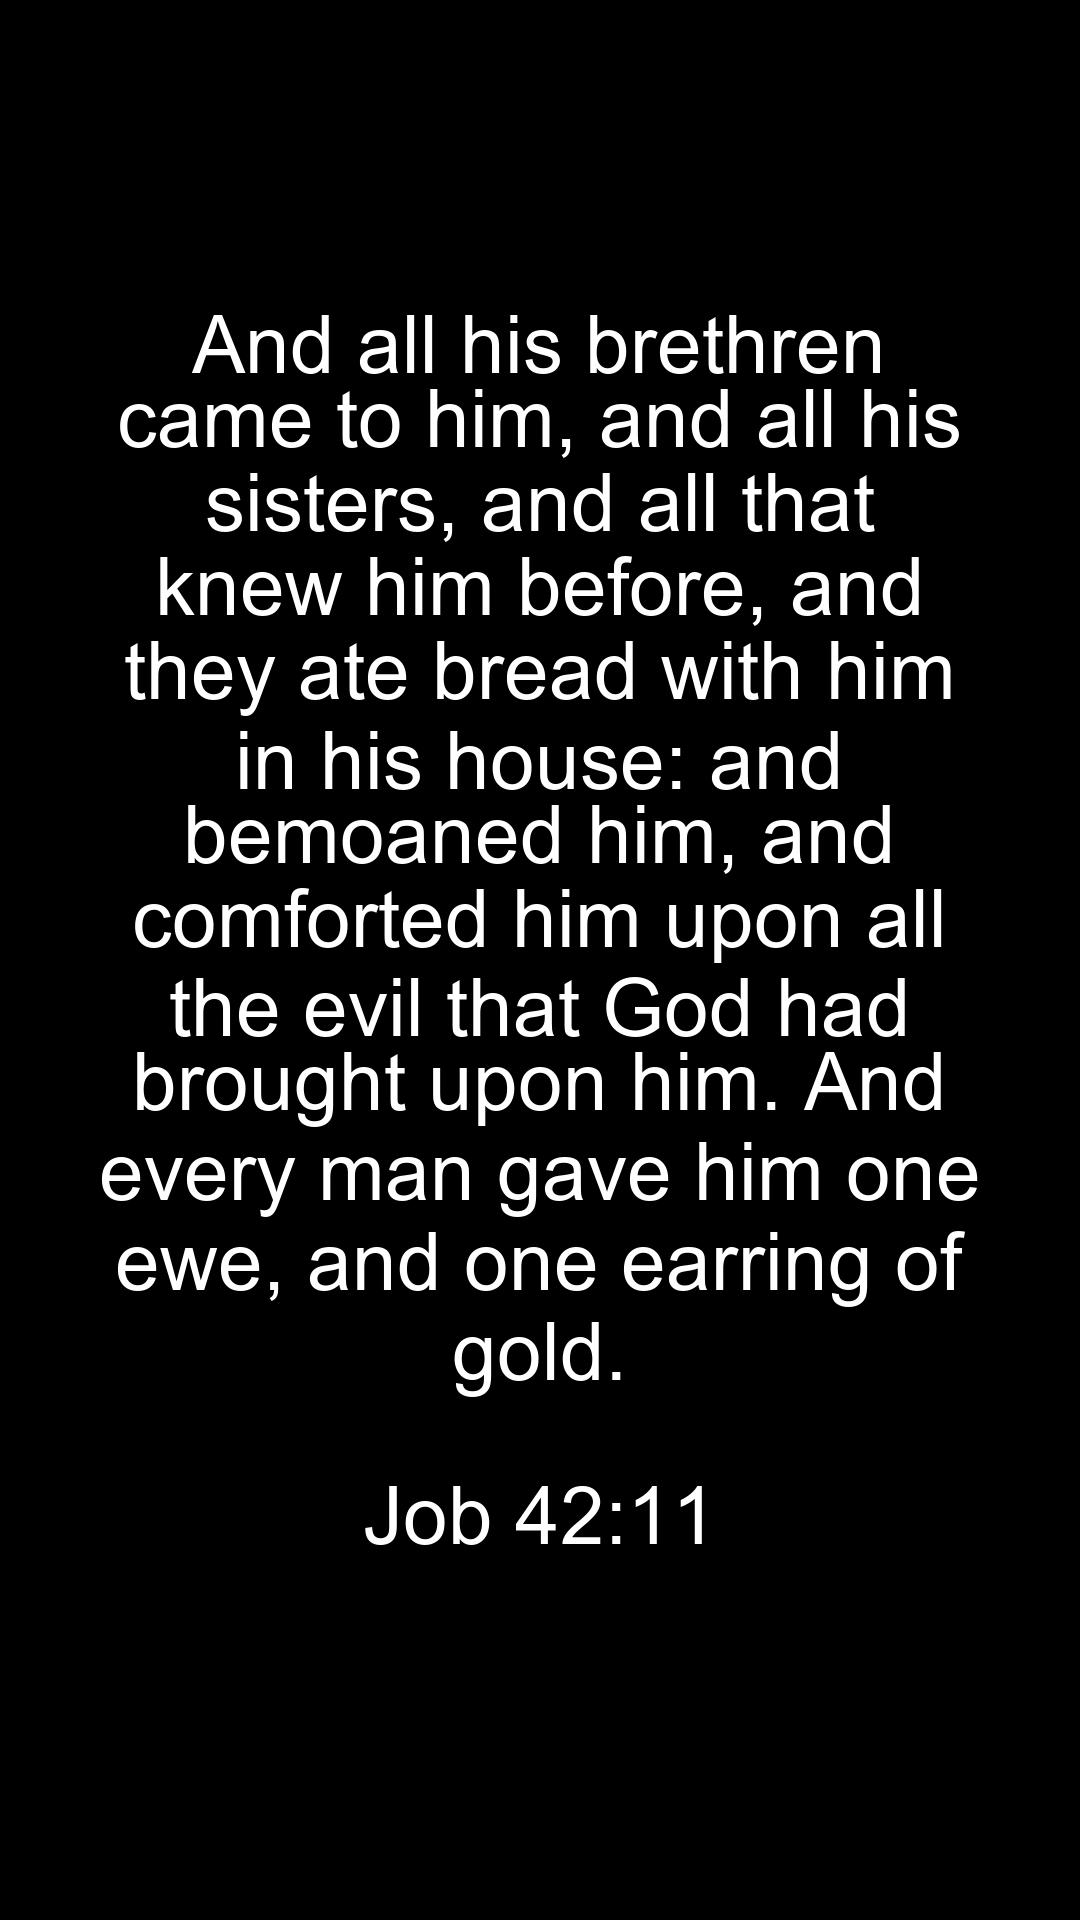 And all his brethren
came to him, and all his
sisters, and all that
knew him before, and
they ate bread with him
in his house: and
bemoaned him, and
comforted him upon all
the evil that God had
brought upon him. And
every man gave him one
ewe, and one earring of
gold.
Job 42:11